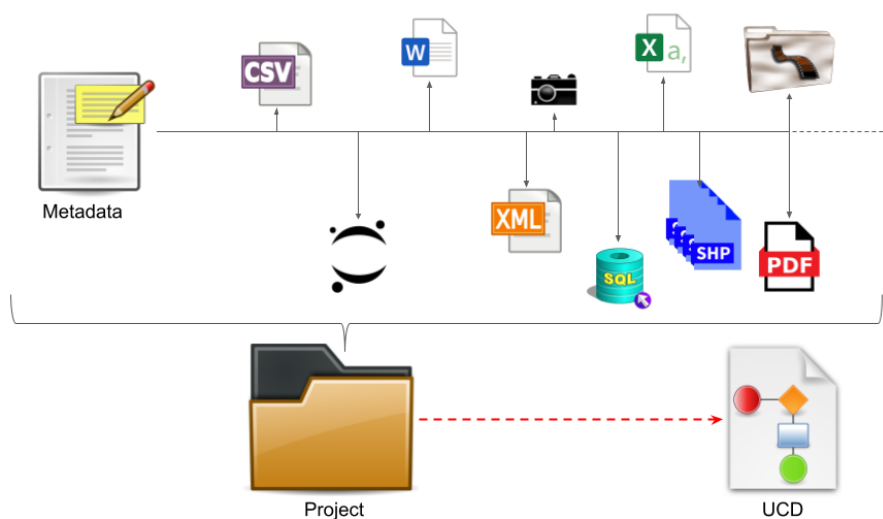 CSV
W
X a,
Metadata
XML
SQL
SHP
PDF
Project
UCD